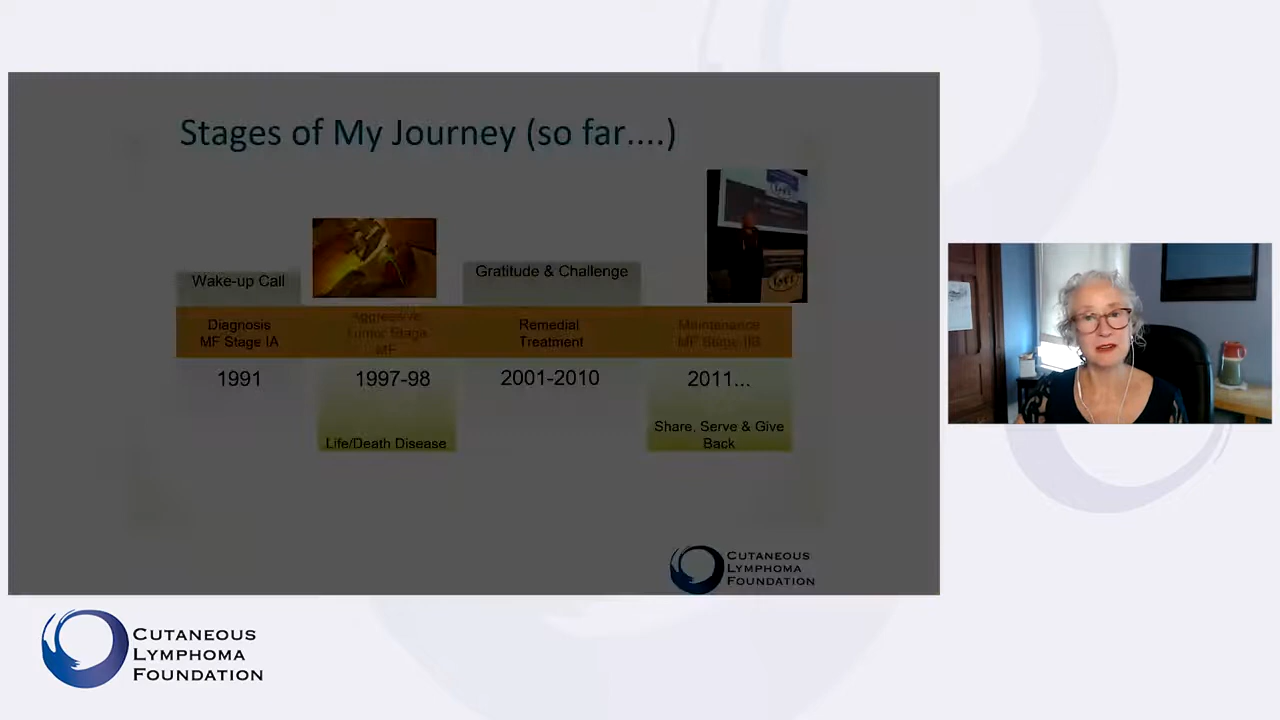 Stages of My Journey (so far....)
Wake-up Call
Gratitude & Challenge
Diagnosis
MF Stage IA
Aggressive
Tumor Stage
MF
Remedial
Treatment
Maintenance
MF Stage IIB
1991
1997-98
2001-2010
2011...
Life/Death Disease
Share, Serve & Give
Back
CUTANEOUS
LYMPHOMA
FOUNDATION
CUTANEOUS
LYMPHOMA
FOUNDATION